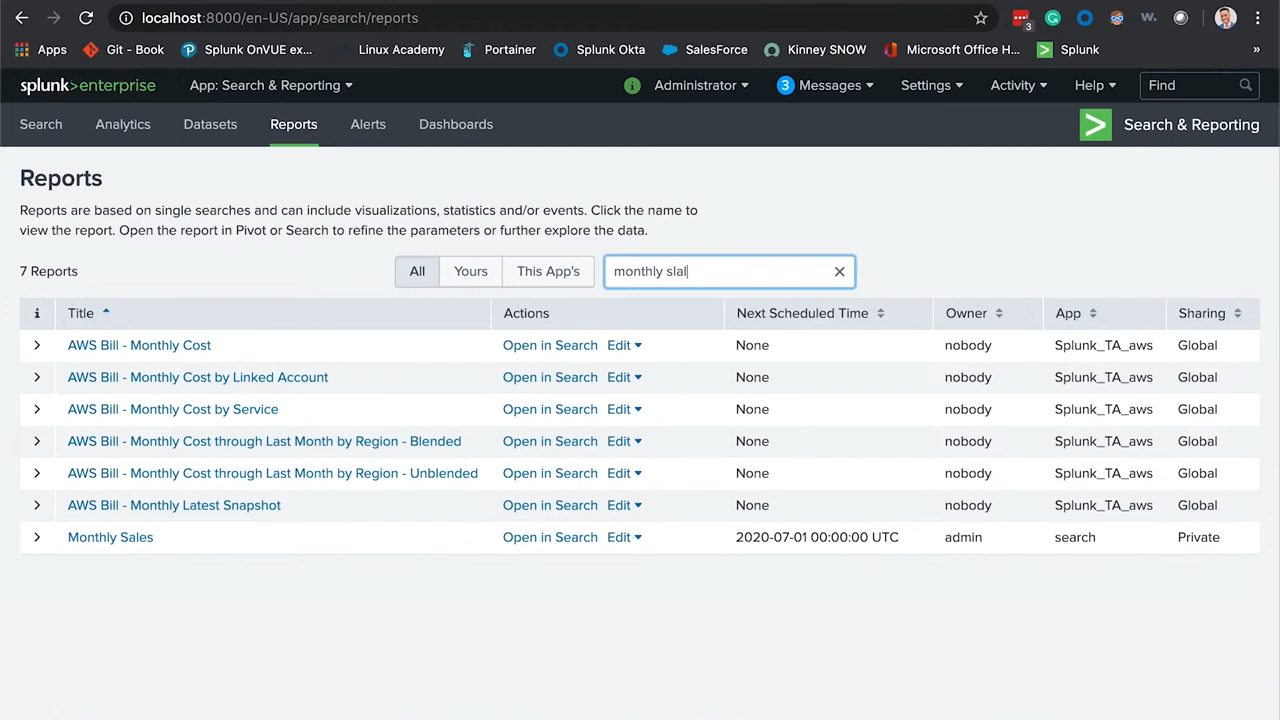 localhost:8000/en-US/app/search/reports
3
w.
Apps Git - Book Splunk OnVUE ex... Linux Academy Portainer Splunk Okta SalesForce Kinney SNOW Microsoft Office H... Splunk »
splunk>enterprise App: Search & Reporting i Administrator 3 Messages Settings Activity Help Find
Search Analytics Datasets Reports Alerts Dashboards > Search & Reporting
Reports
Reports are based on single searches and can include visualizations, statistics and/or events. Click the name to
view the report. Open the report in Pivot or Search to refine the parameters or further explore the data.
7 Reports All Yours This App's monthly slal
i Title Actions Next Scheduled Time Owner App Sharing
AWS Bill - Monthly Cost Open in Search Edit None nobody Splunk_TA_aws Global
AWS Bill - Monthly Cost by Linked Account Open in Search Edit None nobody Splunk_TA_aws Global
AWS Bill - Monthly Cost by Service Open in Search Edit None nobody Splunk_TA_aws Global
AWS Bill - Monthly Cost through Last Month by Region - Blended Open in Search Edit None nobody Splunk_TA_aws Global
AWS Bill - Monthly Cost through Last Month by Region - Unblended Open in Search Edit None nobody Splunk_TA_aws Global
AWS Bill - Monthly Latest Snapshot Open in Search Edit None nobody Splunk_TA_aws Global
Monthly Sales Open in Search Edit 2020-07-01 00:00:00 UTC admin search Private